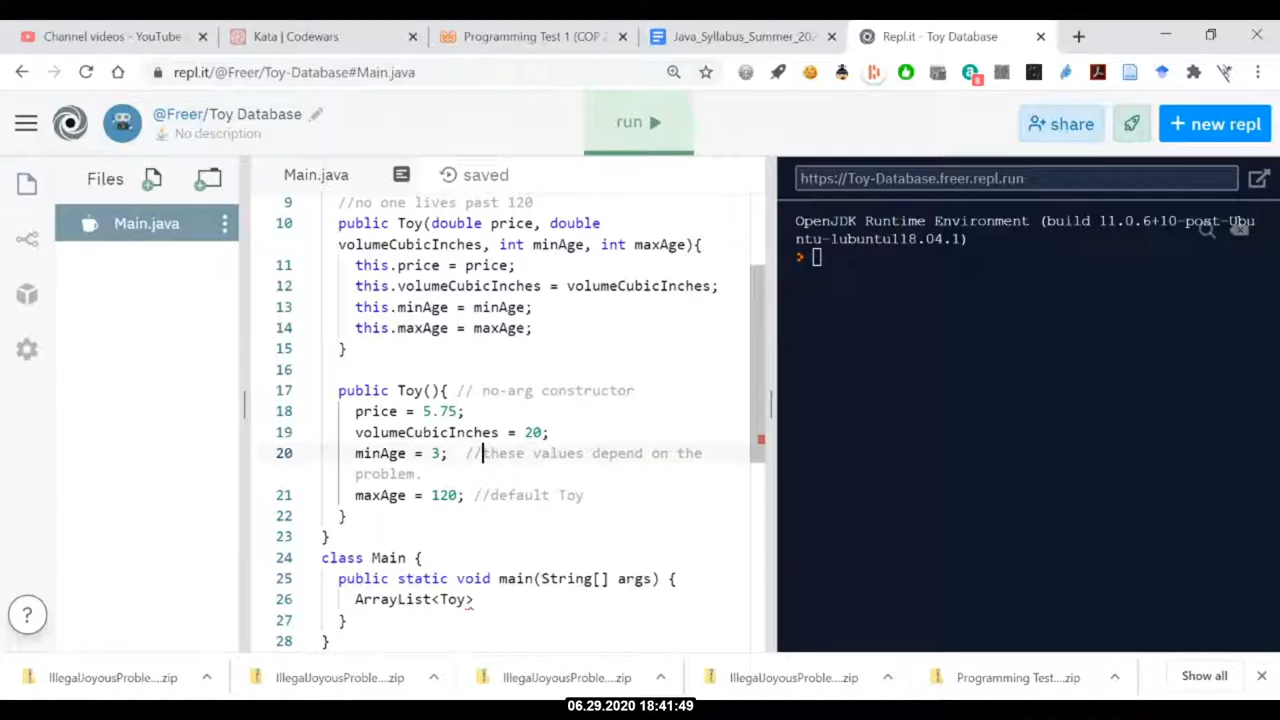 Channel videos - YouTube
Kata | Codewars
Programming Test 1 (COP 2
Java_Syllabus_Summer_202
Repl.it - Toy Database
repl.it/@Freer/Toy-Database#Main.java
8
@Freer/Toy Database
No description
run
share
+ new repl
Files
Main.java
saved
Main.java
https://Toy-Database.freer.repl.run
OpenJDK Runtime Environment (build 11.0.6+10-post-Ubu
ntu-1ubuntu118.04.1)
>
9 //no one lives past 120
10 public Toy(double price, double
volumeCubicInches, int minAge, int maxAge){
11 this.price = price;
12 this.volumeCubicInches = volumeCubicInches;
13 this.minAge = minAge;
14 this.maxAge = maxAge;
15 }
16
17 public Toy(){ // no-arg constructor
18 price = 5.75;
19 volumeCubicInches = 20;
20 minAge = 3; //these values depend on the
problem.
21 maxAge = 120; //default Toy
22 }
23 }
24 class Main {
25 public static void main(String[] args) {
26 ArrayList<Toy>
27 }
28 }
?
IllegalJoyousProble....zip
IllegalJoyousProble....zip
IllegalJoyousProble....zip
IllegalJoyousProble....zip
Programming Test....zip
Show all
06.29.2020 18:41:49